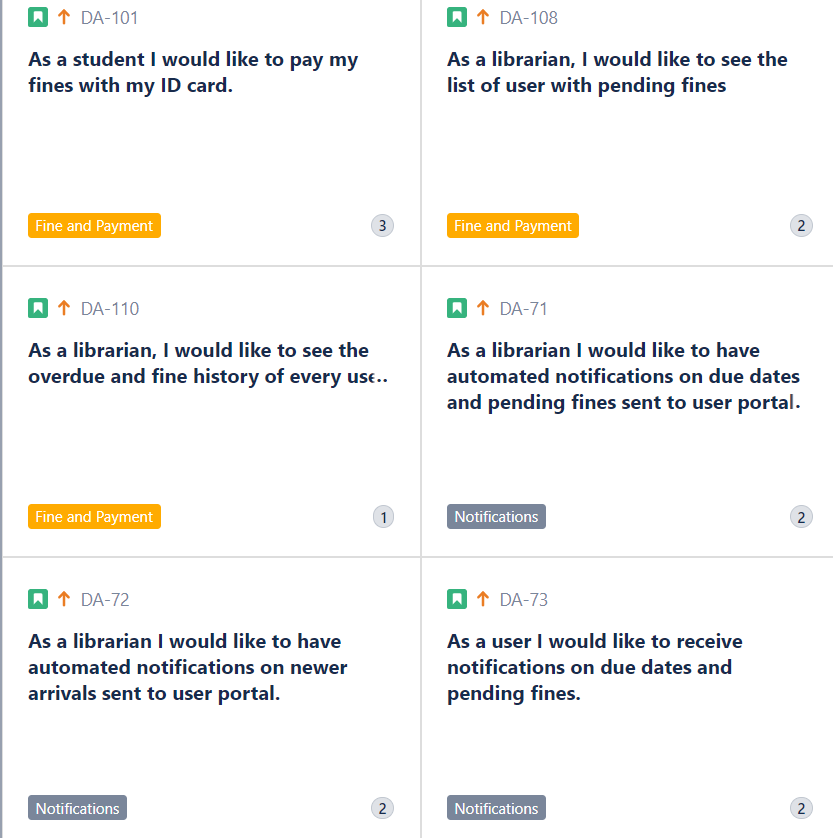 DA-101
As a student I would like to pay my
fines with my ID card.
Fine and Payment
3
DA-108
As a librarian, I would like to see the
list of user with pending fines
Fine and Payment
2
DA-110
As a librarian, I would like to see the
overdue and fine history of every use..
Fine and Payment
1
DA-71
As a librarian I would like to have
automated notifications on due dates
and pending fines sent to user portal.
Notifications
2
DA-72
As a librarian I would like to have
automated notifications on newer
arrivals sent to user portal.
Notifications
2
DA-73
As a user I would like to receive
notifications on due dates and
pending fines.
Notifications
2